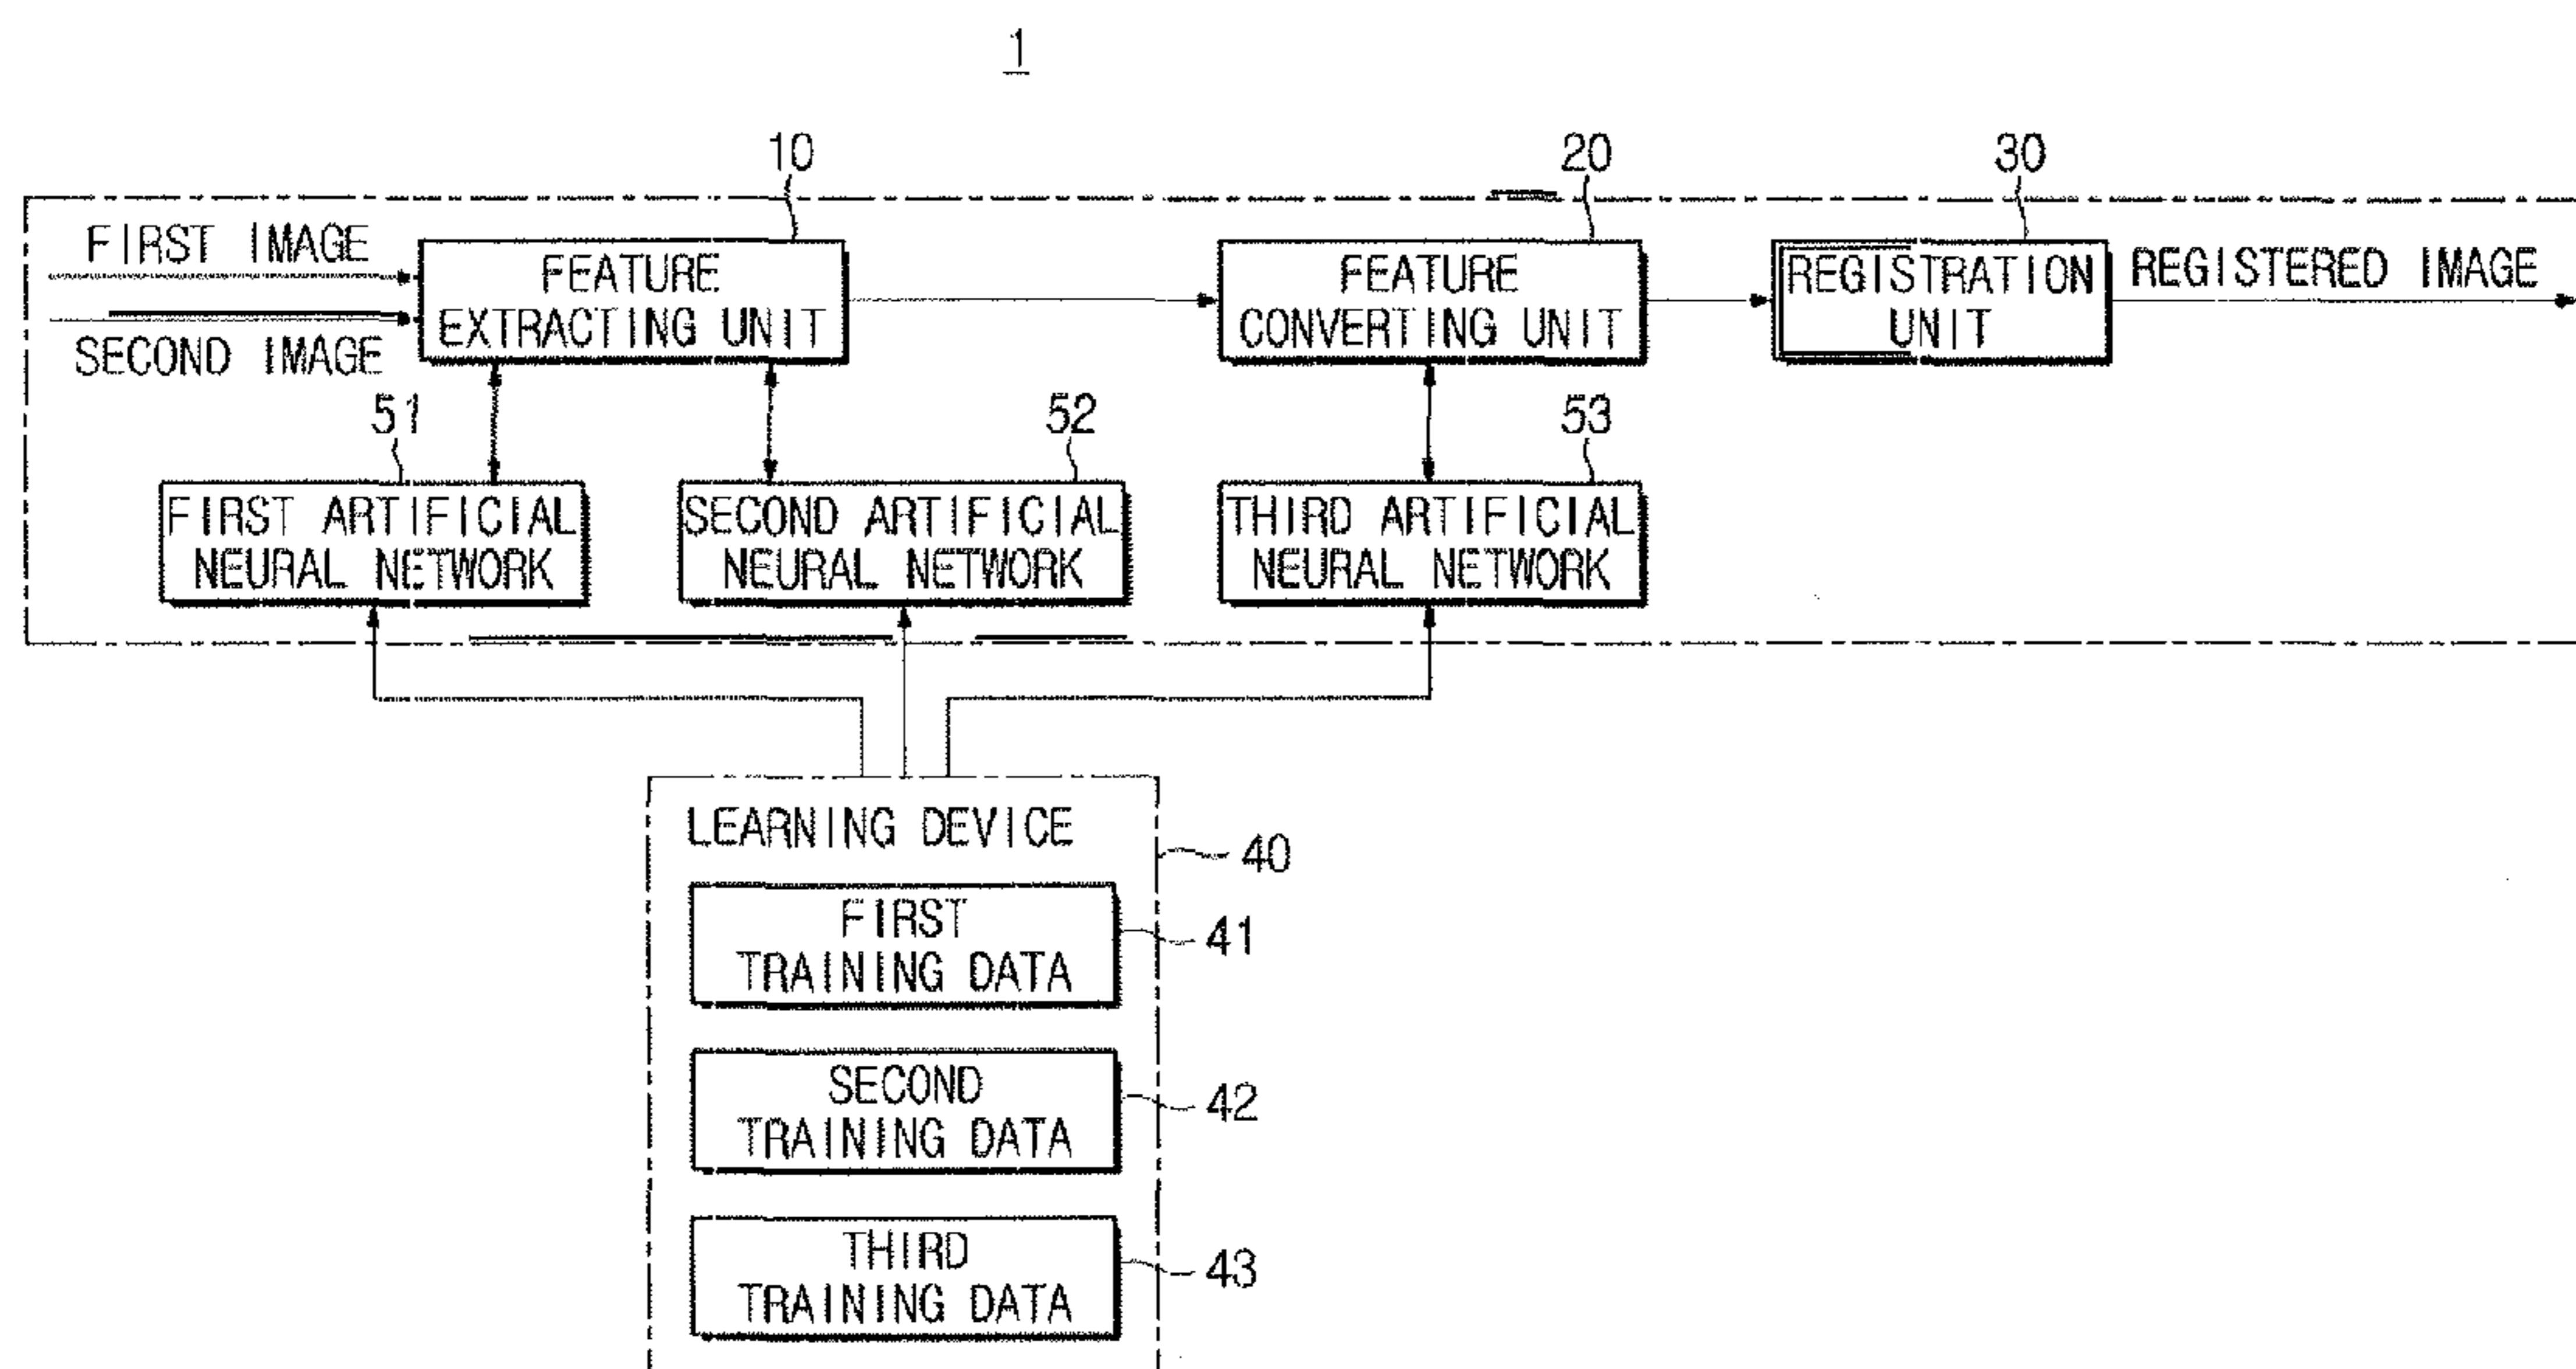 1
10
20
30
FIRST IMAGE
SECOND IMAGE
FEATURE
EXTRACTING UNIT
FEATURE
CONVERTING UNIT
REGISTRATION
UNIT
REGISTERED IMAGE
51
52
53
FIRST ARTIFICIAL
NEURAL NETWORK
SECOND ARTIFICIAL
NEURAL NETWORK
THIRD ARTIFICIAL
NEURAL NETWORK
LEARNING DEVICE
40
FIRST
TRAINING DATA
41
SECOND
TRAINING DATA
42
THIRD
TRAINING DATA
43